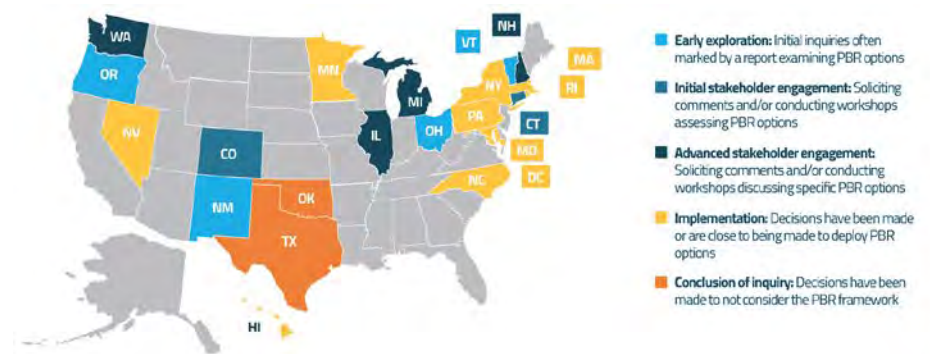 NH
WA
VT
MA
OR
MN
RI
NY
MI
PA
NV
OH
IL
CT
CO
MD
DC
NC
OK
NM
TX
HI
Early exploration: Initial inquiries often
marked by a report examining PBR options
Initial stakeholder engagement: Soliciting
comments and/or conducting workshops
assessing PBR options
Advanced stakeholder engagement:
Soliciting comments and/or conducting
workshops discussing specific PBR options
Implementation: Decisions have been made
or are close to being made to deploy PBR
options
Conclusion of inquiry: Decisions have been
made to not consider the PBR framework